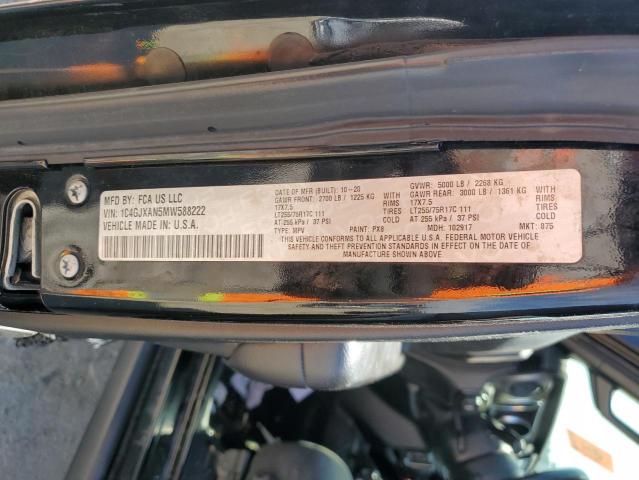 MFD BY: FCA US LLC
VIN: 1C4GJXAN5MW588222
VEHICLE MADE IN: U.S.A.
DATE OF MFR (BUILT): 10-20
GAWR FRONT: 2700 LB / 1225 KG
WITH RIMS
17X7.5
LT255/75R17C 111
WITH TIRES
AT 255 kPa / 37 PSI
COLD
GVWR: 5000 LB / 2268 KG
GAWR REAR: 3000 LB / 1361 KG
WITH RIMS
17X7.5
LT255/75R17C 111
WITH TIRES
AT 255 kPa / 37 PSI
COLD
TYPE: MPV PAINT: PX8 MDH: 102917 MKT: 875
THIS VEHICLE CONFORMS TO ALL APPLICABLE U.S.A. FEDERAL MOTOR VEHICLE
SAFETY AND THEFT PREVENTION STANDARDS IN EFFECT ON THE DATE OF
MANUFACTURE SHOWN ABOVE.